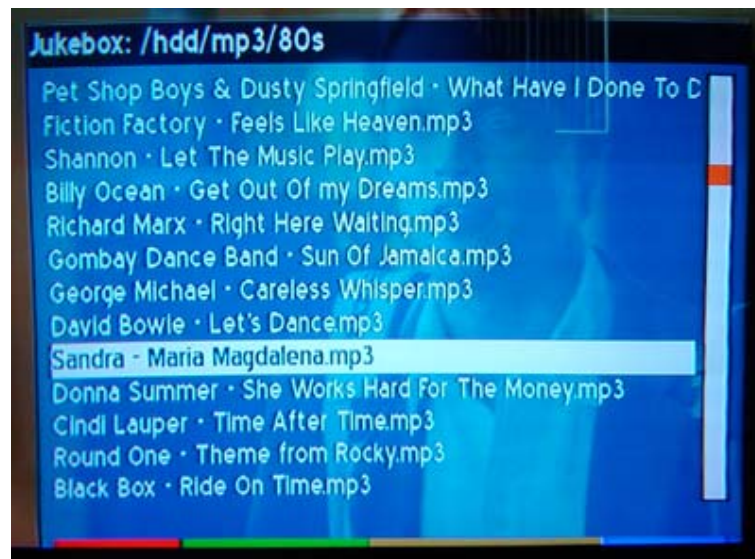 Jukebox: /hdd/mp3/80s
Pet Shop Boys & Dusty Springfield - What Have I Done To D
Fiction Factory - Feels Like Heaven.mp3
Shannon - Let The Music Play.mp3
Billy Ocean - Get Out Of my Dreams.mp3
Richard Marx - Right Here Waiting.mp3
Gombay Dance Band - Sun Of Jamaica.mp3
George Michael - Careless Whisper.mp3
David Bowie - Let's Dance.mp3
Sandra - Maria Magdalena.mp3
Donna Summer - She Works Hard For The Money.mp3
Cindi Lauper - Time After Time.mp3
Round One - Theme from Rocky.mp3
Black Box - Ride On Time.mp3